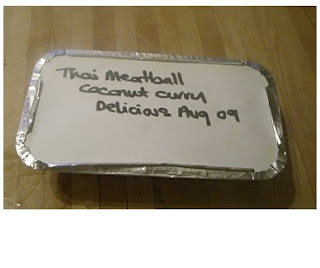 Thai Meatball
Coconut curry
Delicious Aug 09